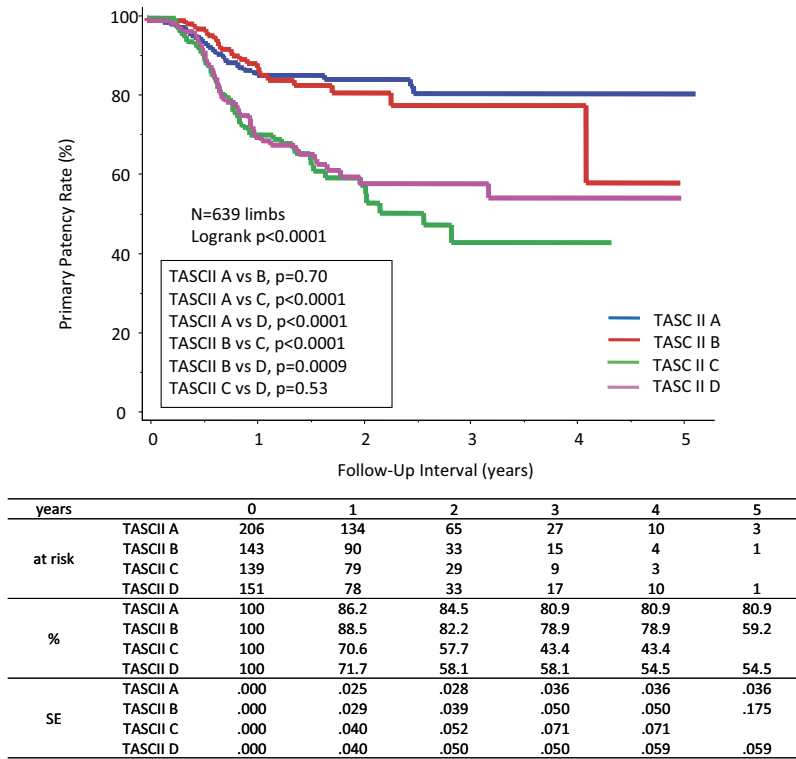 100
80
60
40
20
0
Primary Patency Rate (%)
N=639 limbs
Logrank p<0.0001
TASCII A vs B, p=0.70
TASCII A vs C, p<0.0001
TASCII A vs D, p<0.0001
TASCII B vs C, p<0.0001
TASCII B vs D, p=0.0009
TASCII C vs D, p=0.53
TASC II A
TASC II B
TASC II C
TASC II D
0 1 2 3 4 5
Follow-Up Interval (years)
years 0 1 2 3 4 5
at risk
TASCII A 206 134 65 27 10 3
TASCII B 143 90 33 15 4 1
TASCII C 139 79 29 9 3
TASCII D 151 78 33 17 10 1
%
TASCII A 100 86.2 84.5 80.9 80.9 80.9
TASCII B 100 88.5 82.2 78.9 78.9 59.2
TASCII C 100 70.6 57.7 43.4 43.4
TASCII D 100 71.7 58.1 58.1 54.5 54.5
SE
TASCII A .000 .025 .028 .036 .036 .036
TASCII B .000 .029 .039 .050 .050 .175
TASCII C .000 .040 .052 .071 .071
TASCII D .000 .040 .050 .050 .059 .059